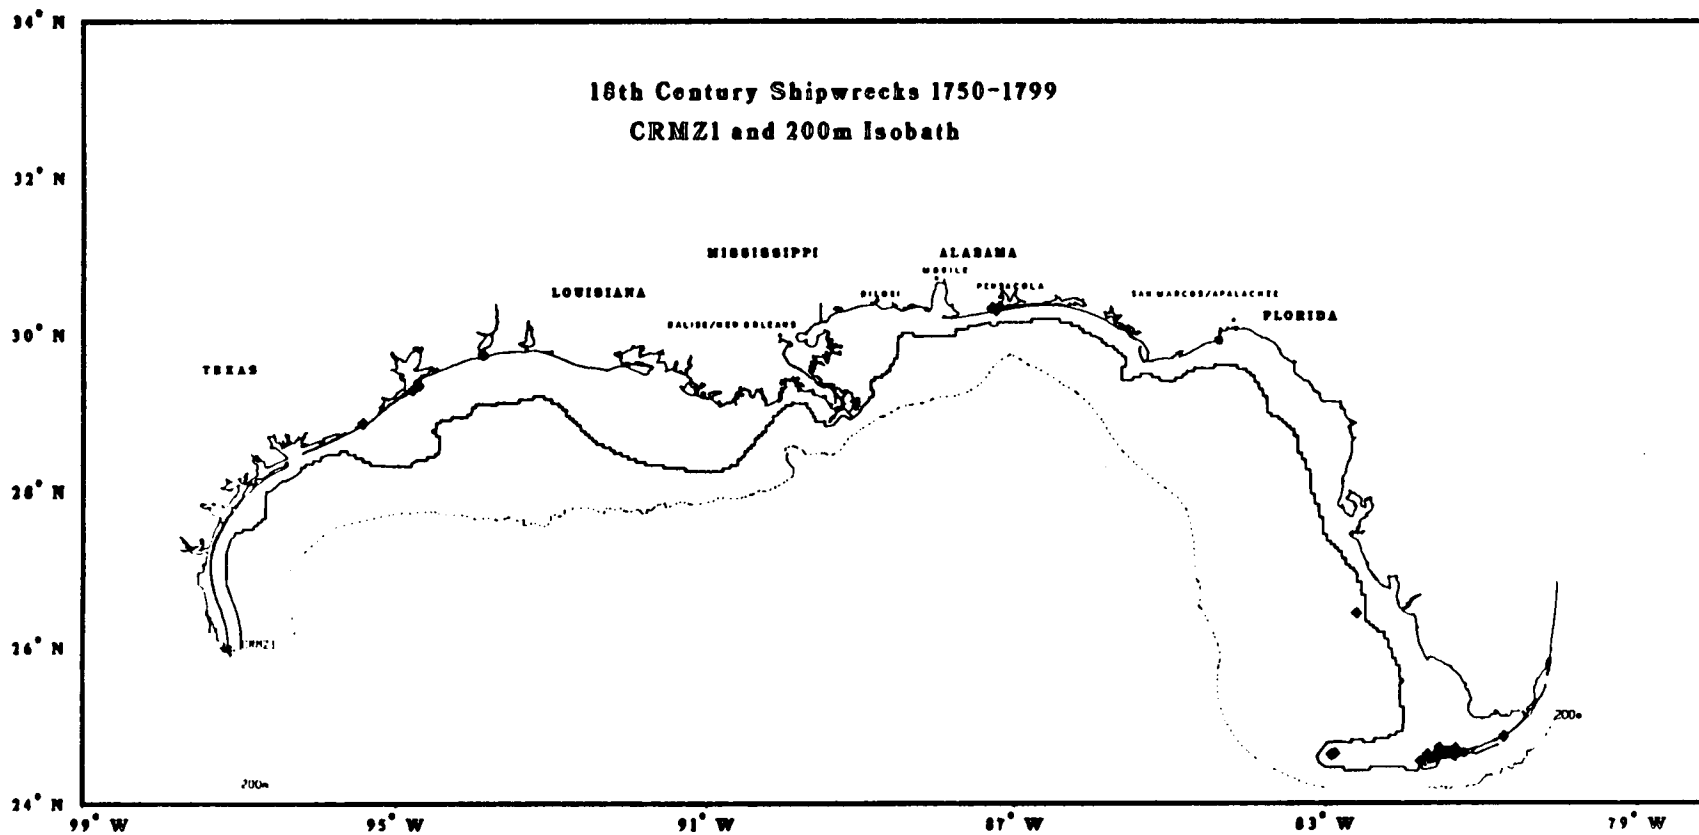 34° N
18th Century Shipwrecks 1750-1799
CRMZ1 and 200m Isobath
32° N
MISSISSIPPI ALABAMA
MOBILE
PENSACOLA
LOUISIANA BILOXI SAN MARCOS/APALACHEE
FLORIDA
BALISE/NEW ORLEANS
30° N
TEXAS
28° N
26° N
CRMZ1
200m
200m
24° N
99° W 95° W 91° W 87° W 83° W 79° W